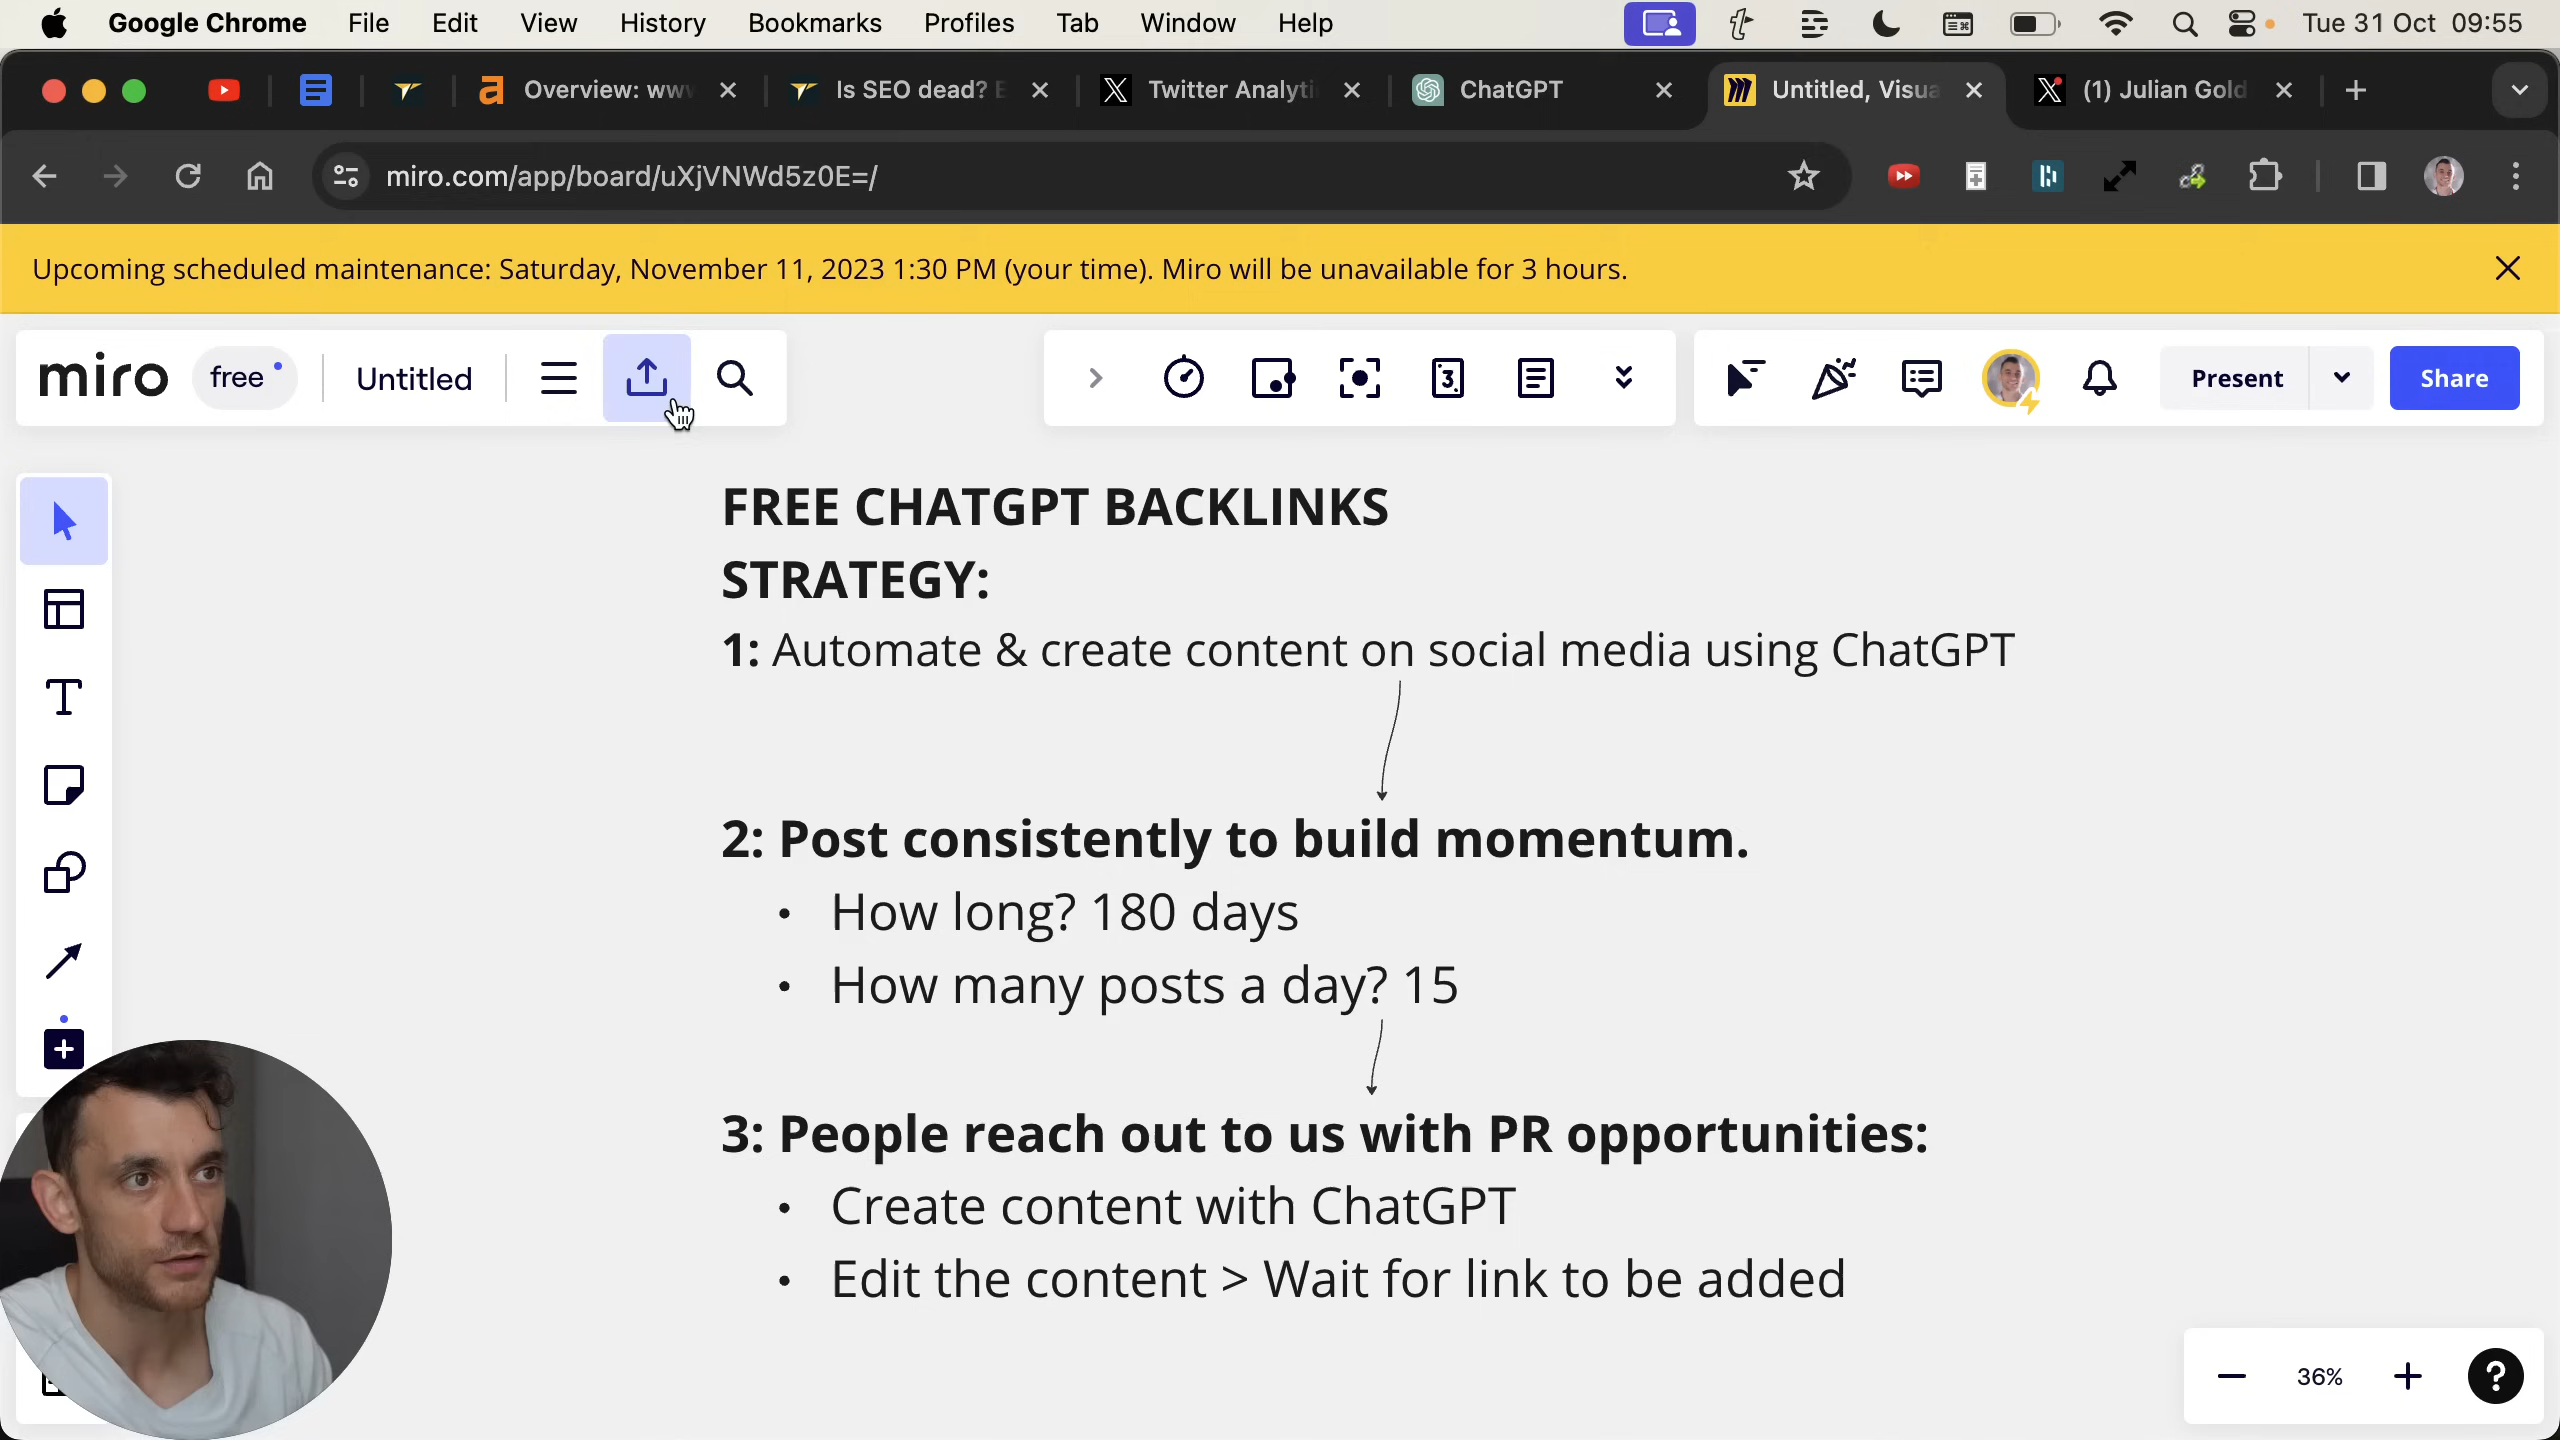 Google Chrome File Edit View History Bookmarks Profiles Tab Window Help Tue 31 Oct 09:55
Overview: www Is SEO dead? E Twitter Analyti ChatGPT Untitled, Visua (1) Julian Gold
miro.com/app/board/uXjVNWd5z0E=/
Upcoming scheduled maintenance: Saturday, November 11, 2023 1:30 PM (your time). Miro will be unavailable for 3 hours.
miro free Untitled 3 Present Share
FREE CHATGPT BACKLINKS
STRATEGY:
1: Automate & create content on social media using ChatGPT
2: Post consistently to build momentum.
• How long? 180 days
• How many posts a day? 15
3: People reach out to us with PR opportunities:
• Create content with ChatGPT
• Edit the content > Wait for link to be added
36%